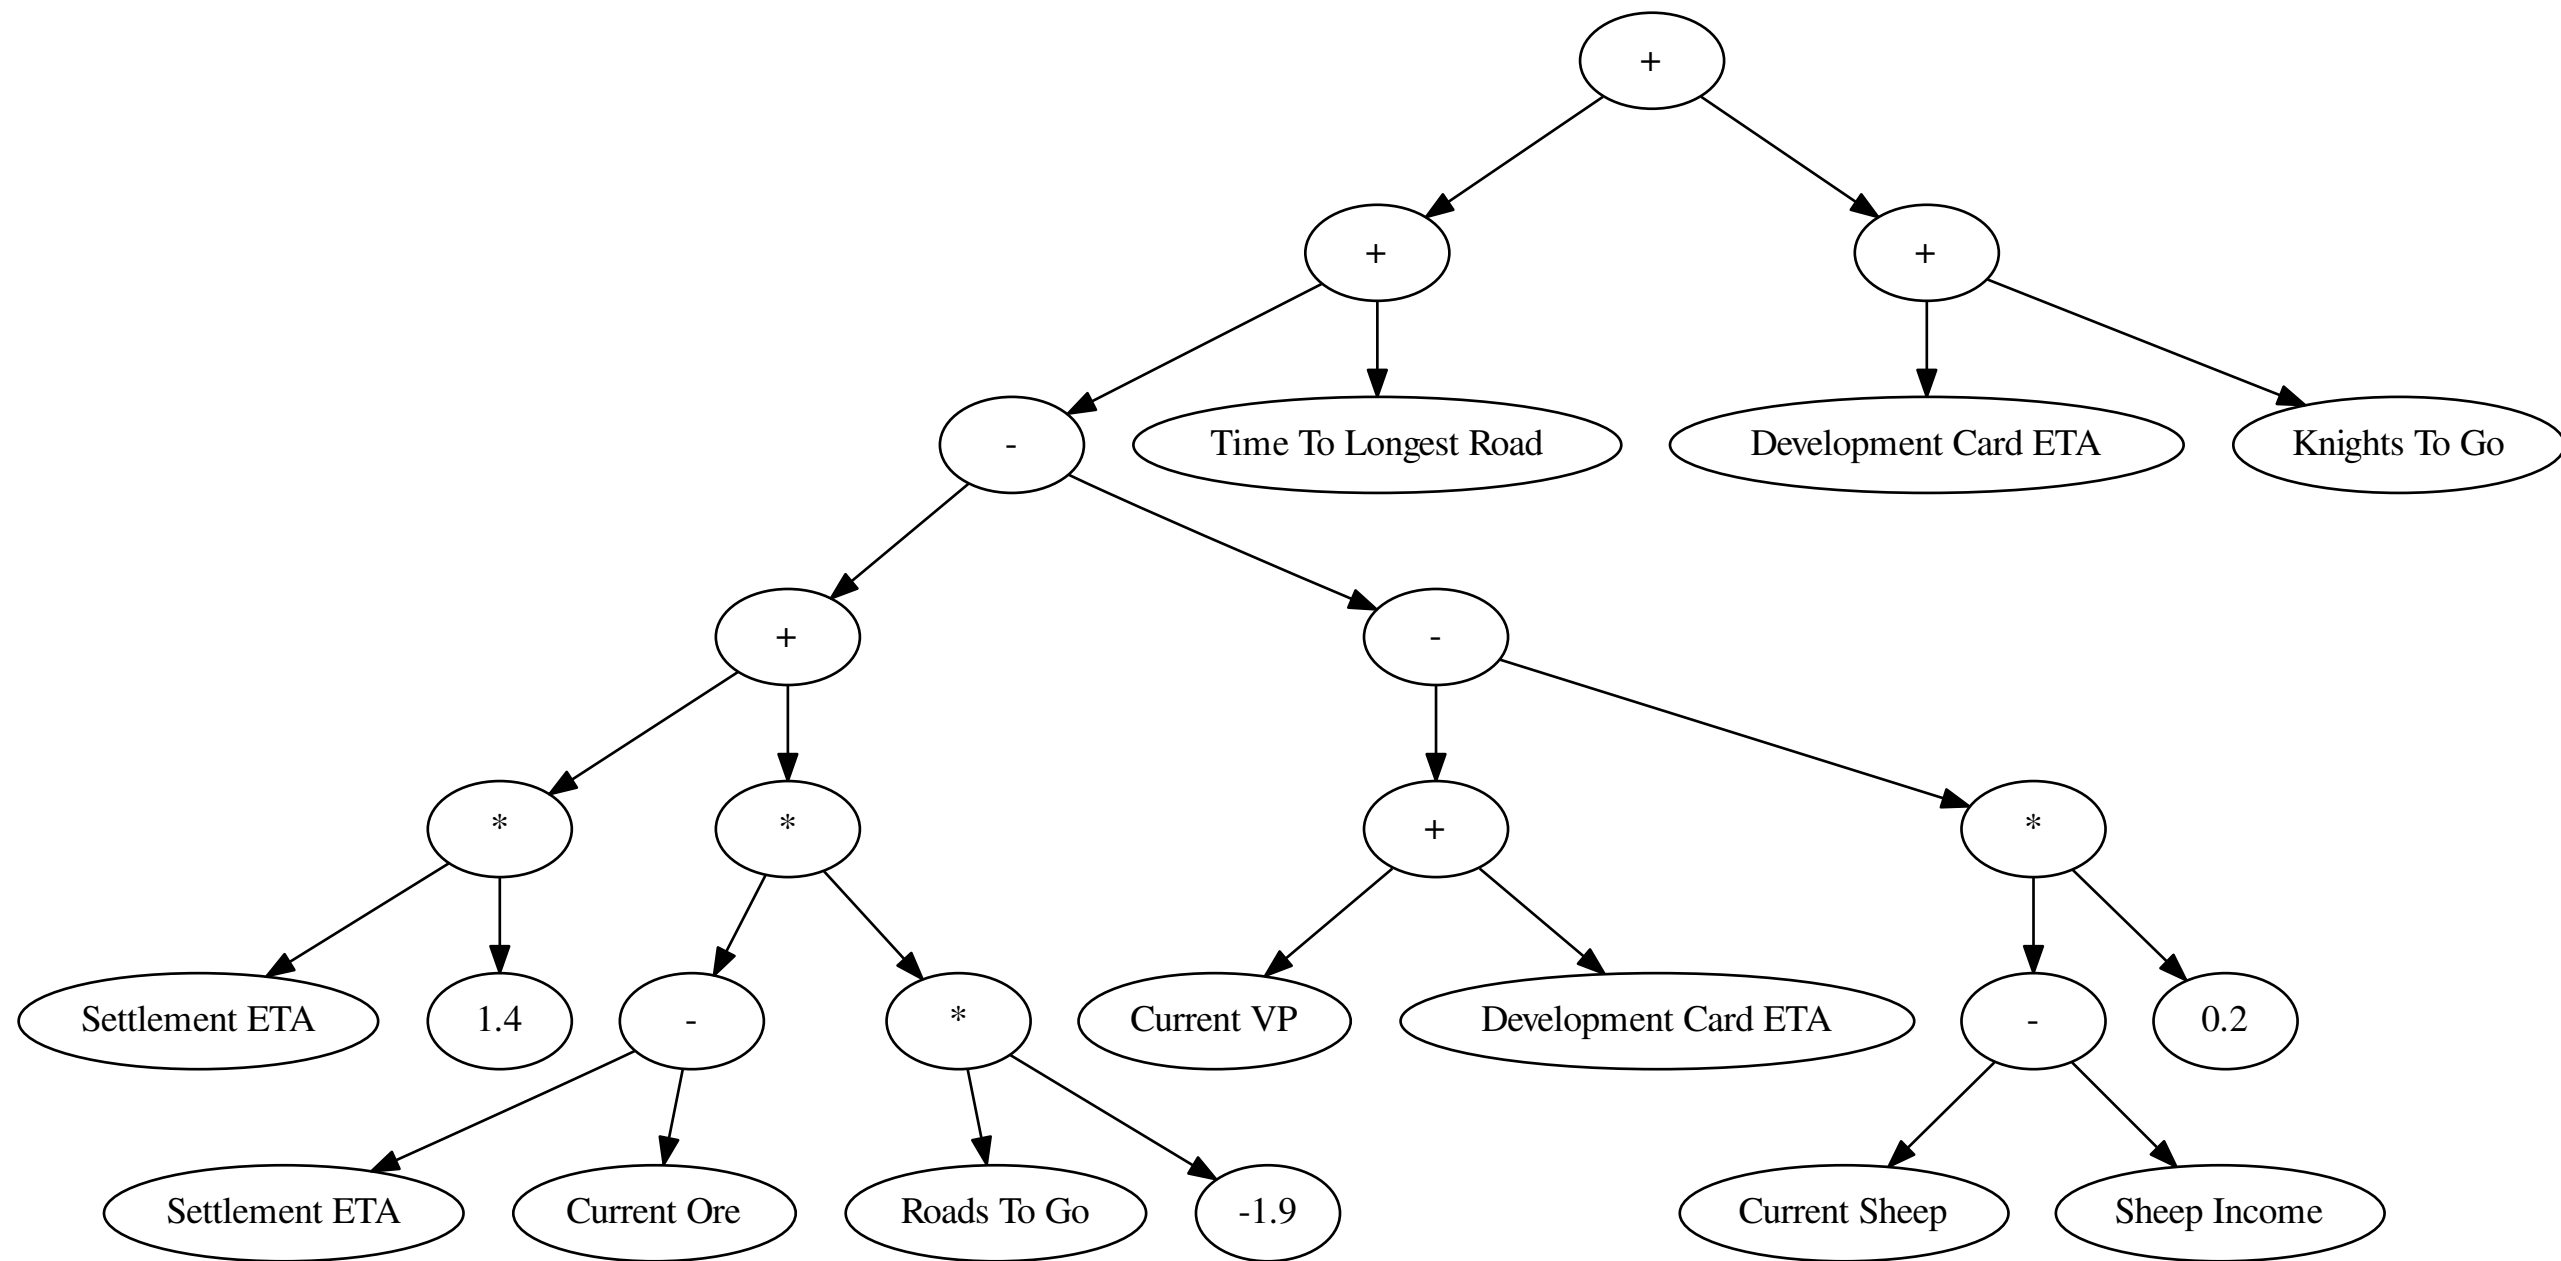 +
+
+
-
Time To Longest Road
Development Card ETA
Knights To Go
+
-
*
*
+
*
Settlement ETA
1.4
-
*
Current VP
Development Card ETA
-
0.2
Settlement ETA
Current Ore
Roads To Go
-1.9
Current Sheep
Sheep Income